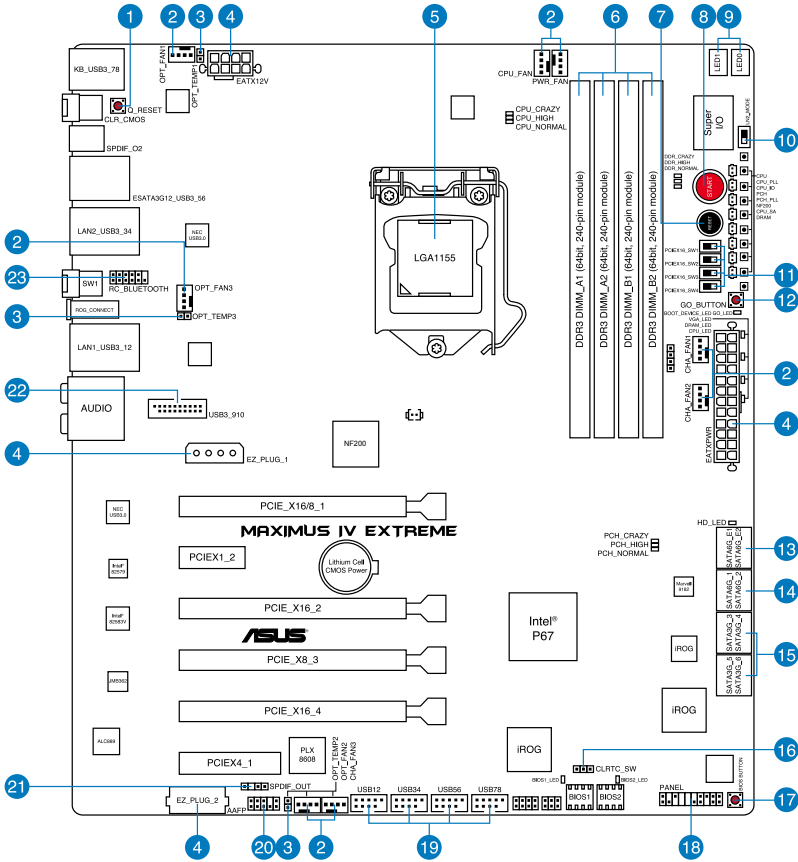 1
2
3
4
5
2
6
7
8
9
KB_USB3_78
OPT_FAN1
OPT_TEMP1
EATX12V
CPU_FAN
PWR_FAN
LED1
LED0
Q_RESET
CLR_CMOS
CPU_CRAZY
CPU_HIGH
CPU_NORMAL
Super
I/O
LN2_MODE
10
SPDIF_O2
DDR_CRAZY
DDR_HIGH
DDR_NORMAL
START
CPU
CPU_PLL
CPU_IO
PCH
PCH_PLL
NF200
CPU_SA
DRAM
ESATA3G12_USB3_56
LAN2_USB3_34
NEC
USB3.0
RESET
LGA1155
DDR3 DIMM_A1 (64bit, 240-pin module)
DDR3 DIMM_A2 (64bit, 240-pin module)
DDR3 DIMM_B1 (64bit, 240-pin module)
DDR3 DIMM_B2 (64bit, 240-pin module)
2
PCIEX16_SW1
PCIEX16_SW2
PCIEX16_SW3
PCIEX16_SW4
11
23
SW1
RC_BLUETOOTH
OPT_FAN3
GO_BUTTON
12
ROG_CONNECT
3
OPT_TEMP3
BOOT_DEVICE_LED GO_LED
VGA_LED
DRAM_LED
CPU_LED
LAN1_USB3_12
CHA_FAN1
2
22
AUDIO
USB3_910
CHA_FAN2
4
EATXPWR
4
EZ_PLUG_1
NF200
PCIE_X16/8_1
NEC
USB3.0
MAXIMUS IV EXTREME
HD_LED
PCH_CRAZY
PCH_HIGH
PCH_NORMAL
SATA6G_E1
SATA6G_E2
13
PCIEX1_2
Lithium Cell
CMOS Power
Intel®
82579
Marvell
9182
SATA6G_1
SATA6G_2
14
PCIE_X16_2
Intel®
82583V
Intel®
P67
SATA3G_3
SATA3G_4
15
ASUS
iROG
PCIE_X8_3
SATA3G_5
SATA3G_6
JMB362
iROG
PCIE_X16_4
ALC889
iROG
PLX
8608
OPT_TEMP2
OPT_FAN2
CHA_FAN3
16
PCIEX4_1
CLRTC_SW
21
SPDIF_OUT
BIOS1_LED
BIOS2_LED
BIOS BUTTON
EZ_PLUG_2
AAFP
USB12
USB34
USB56
USB78
BIOS1
BIOS2
PANEL
17
4
20
3
2
19
18